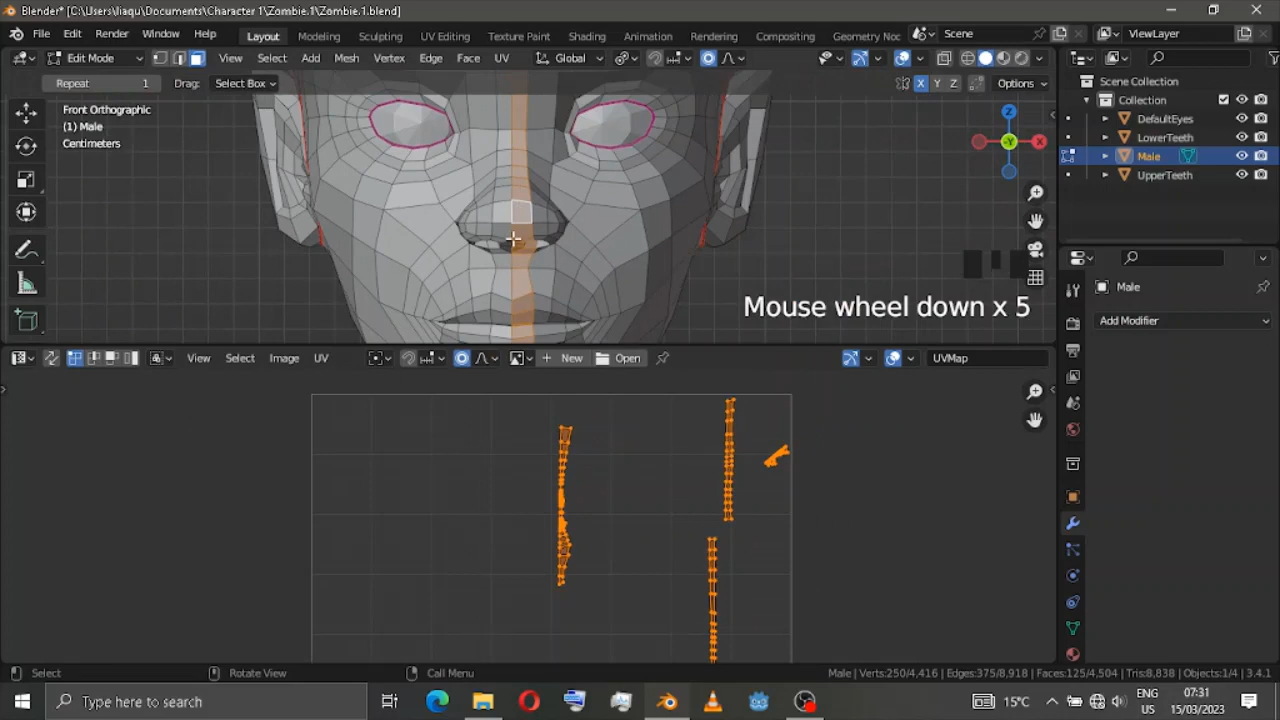 Blender* [C:\Users\liaqu\Documents\Character 1\Zombie.1\Zombie.1.blend]
File Edit Render Window Help Layout Modeling Sculpting UV Editing Texture Paint Shading Animation Rendering Compositing Geometry Noc Scene ViewLayer
Edit Mode View Select Add Mesh Vertex Edge Face UV Global
Repeat 1 Drag: Select Box X Y Z Options
Front Orthographic
(1) Male
Centimeters
Z
X
-Y
Scene Collection
Collection
DefaultEyes
LowerTeeth
Male
UpperTeeth
Mouse wheel down x 5
Male
Add Modifier
View Select Image UV New Open UVMap
Select Rotate View Call Menu Male | Verts:250/4,416 | Edges:375/8,918 | Faces:125/4,504 | Tris:8,838 | Objects:1/4 | 3.4.1
Type here to search 15°C ENG US 07:31 15/03/2023